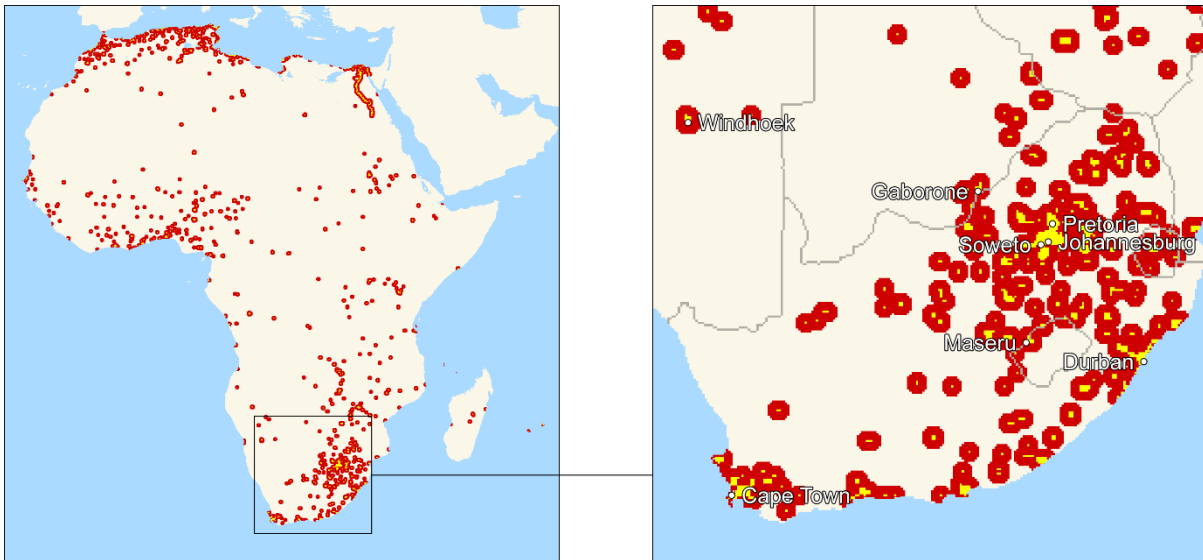 Windhoek
Gaborone
Pretoria
Soweto
Johannesburg
Maseru
Durban
Cape Town